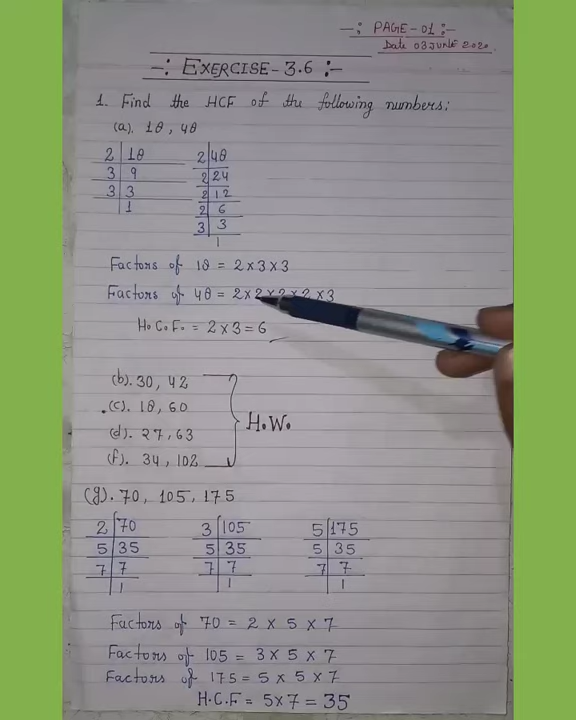 -: PAGE-01:-
Date 03 JUNE 2020.
-: EXERCISE-3.6 :-
1. Find the HCF of the following numbers:
(a). 18, 48
2 18 2 48
3 9 2 24
3 3 2 12
1 2 6
3 3
1
Factors of 18 = 2×3×3
Factors of 48 = 2×2×2×2×3
H.C.F. = 2×3=6
(b). 30, 42
(c). 18, 60
(d). 27, 63
H.W.
(f). 34, 102
(g). 70, 105, 175
2 70 3 105 5 175
5 35 5 35 5 35
7 7 7 7 7 7
1 1 1
Factors of 70 = 2 × 5 × 7
Factors of 105 = 3×5×7
Factors of 175 = 5×5×7
H.C.F = 5×7=35